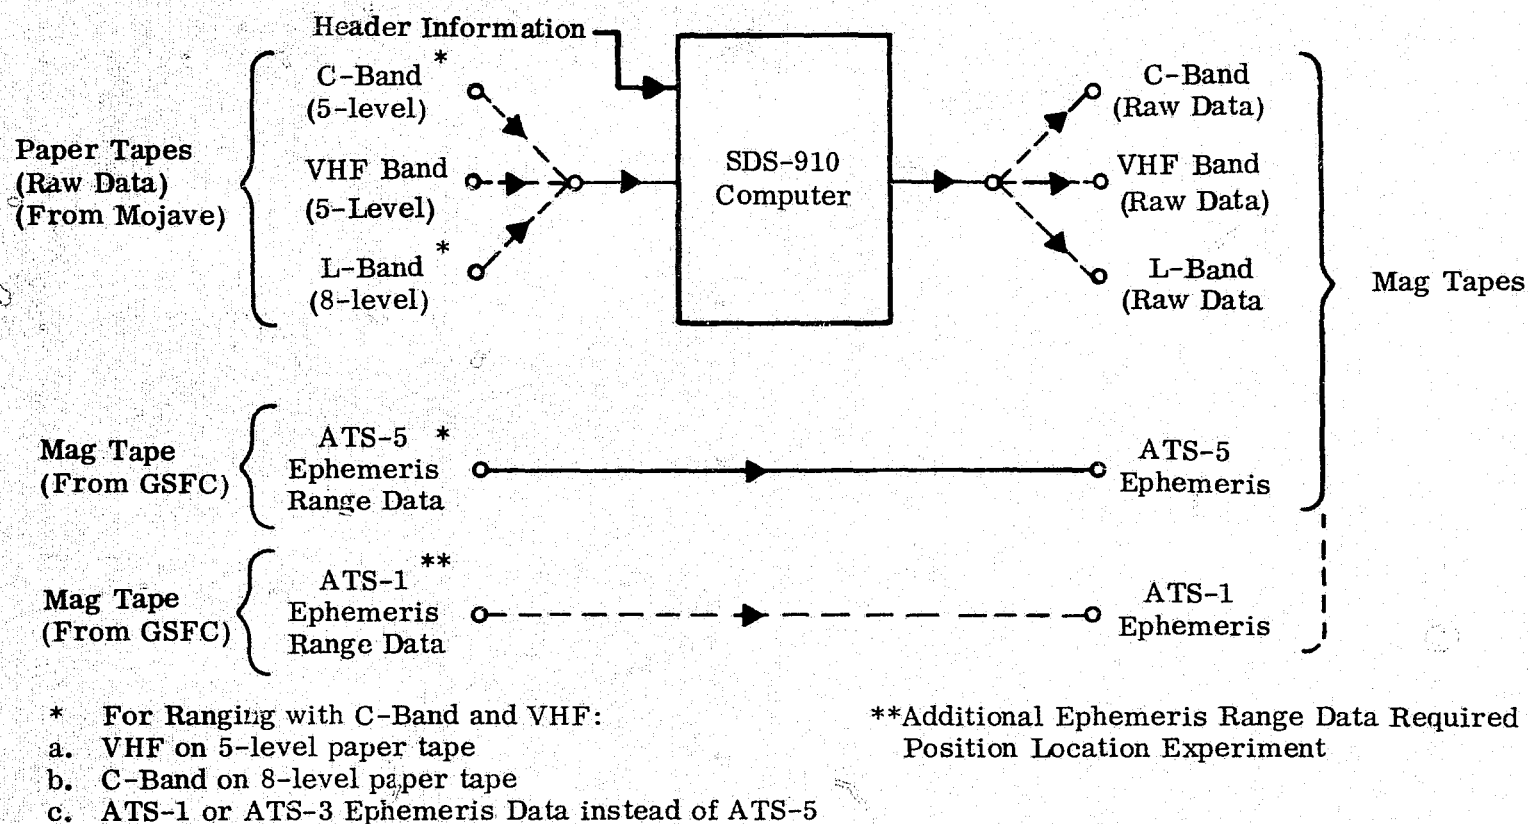 Header Information
Paper Tapes
(Raw Data)
(From Mojave)
C-Band *
(5-level)
VHF Band
(5-Level)
L-Band *
(8-level)
SDS-910
Computer
C-Band
(Raw Data)
VHF Band
(Raw Data)
L-Band
(Raw Data
Mag Tapes
Mag Tape
(From GSFC)
ATS-5 *
Ephemeris
Range Data
ATS-5
Ephemeris
Mag Tape
(From GSFC)
ATS-1 **
Ephemeris
Range Data
ATS-1
Ephemeris
* For Ranging with C-Band and VHF:
a. VHF on 5-level paper tape
b. C-Band on 8-level paper tape
c. ATS-1 or ATS-3 Ephemeris Data instead of ATS-5
**Additional Ephemeris Range Data Required
Position Location Experiment